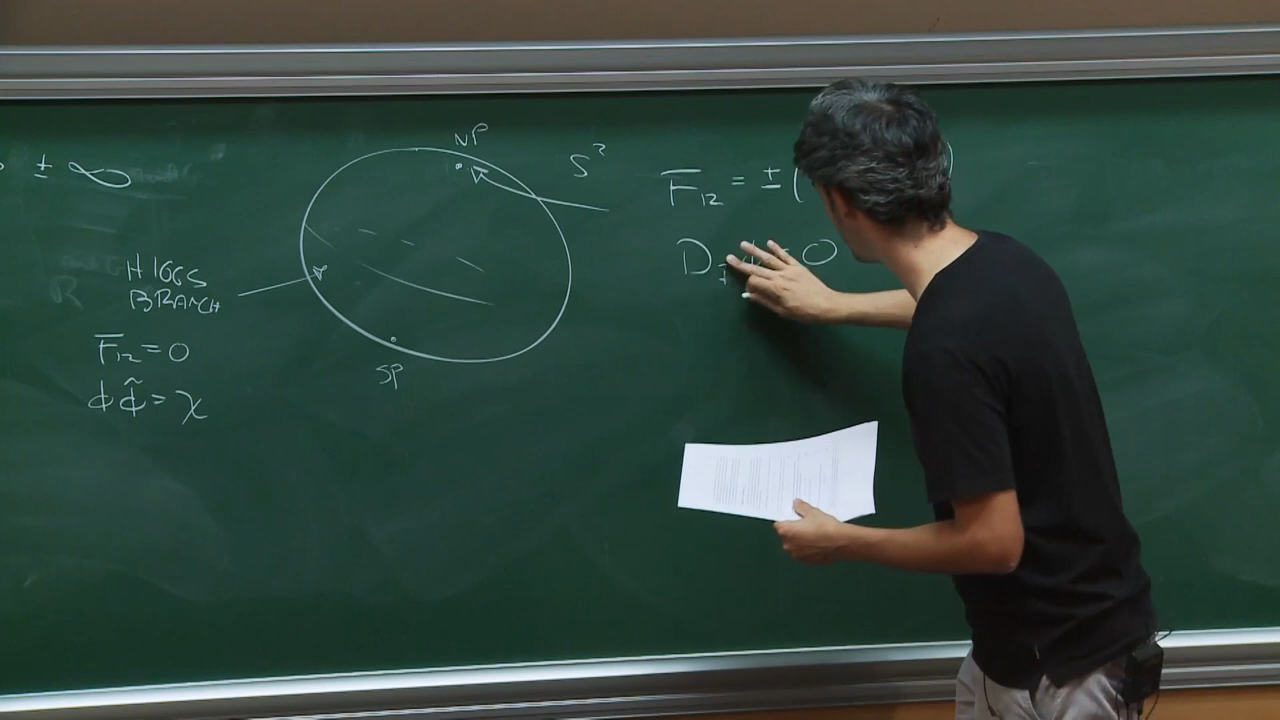 ± ∞
NP
S²
F₁₂ = ± (
)
D = 0
HIGGS
BRANCH
F₁₂ = 0
ϕ ϕ̃ = χ
SP